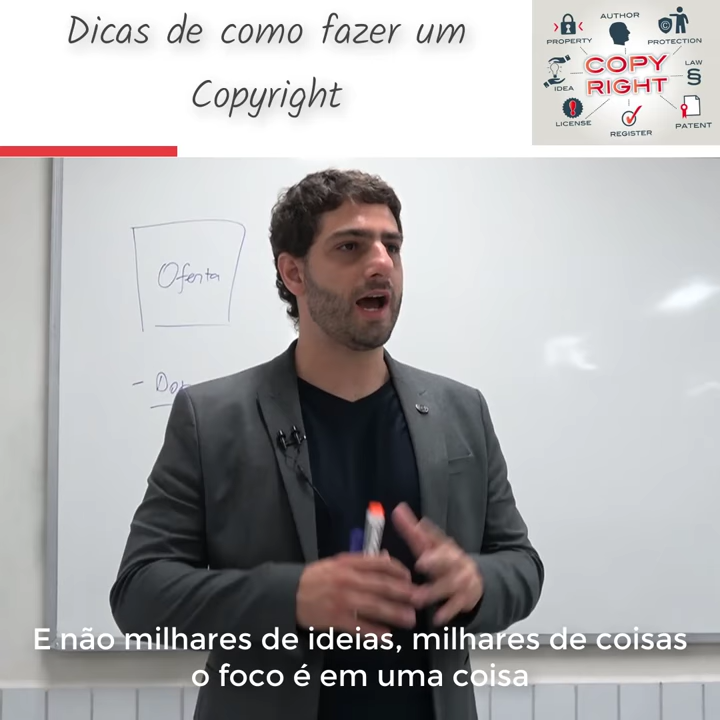 Dicas de como fazer um
Copyright
AUTHOR
PROPERTY
PROTECTION
COPY
RIGHT
LAW
§
IDEA
LICENSE
REGISTER
PATENT
Oferta
E não milhares de ideias, milhares de coisas
o foco é em uma coisa